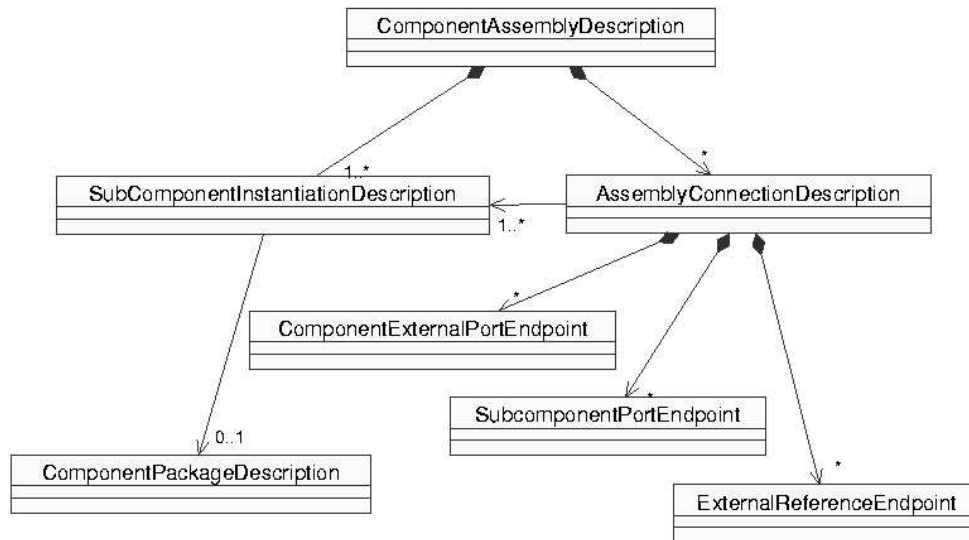 ComponentAssemblyDescription
1..*
*
SubComponentInstantiationDescription
AssemblyConnectionDescription
1..*
*
ComponentExternalPortEndpoint
*
SubcomponentPortEndpoint
0..1
ComponentPackageDescription
*
ExternalReferenceEndpoint